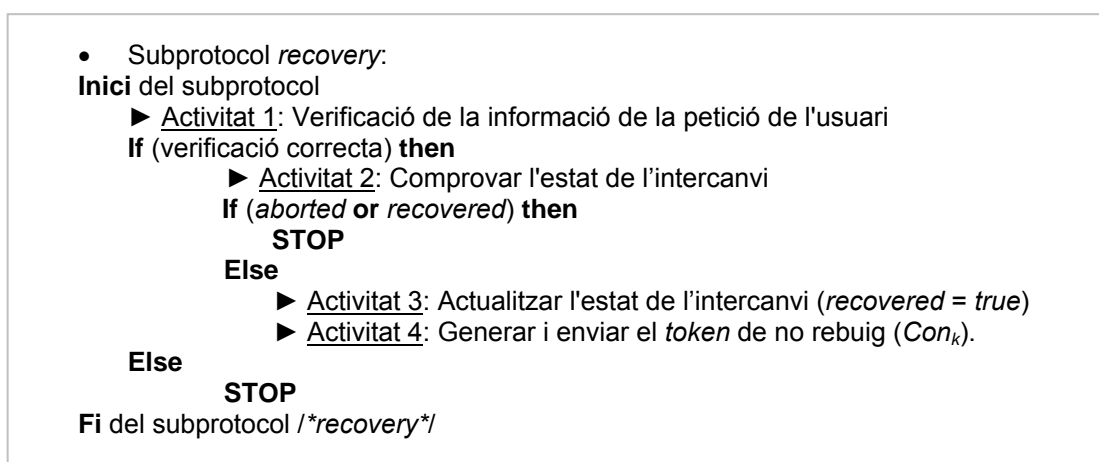 • Subprotocol recovery:
Inici del subprotocol
► Activitat 1: Verificació de la informació de la petició de l'usuari
If (verificació correcta) then
► Activitat 2: Comprovar l'estat de l’intercanvi
If (aborted or recovered) then
STOP
Else
► Activitat 3: Actualitzar l'estat de l’intercanvi (recovered = true)
► Activitat 4: Generar i enviar el token de no rebuig (Conk).
Else
STOP
Fi del subprotocol /*recovery*/